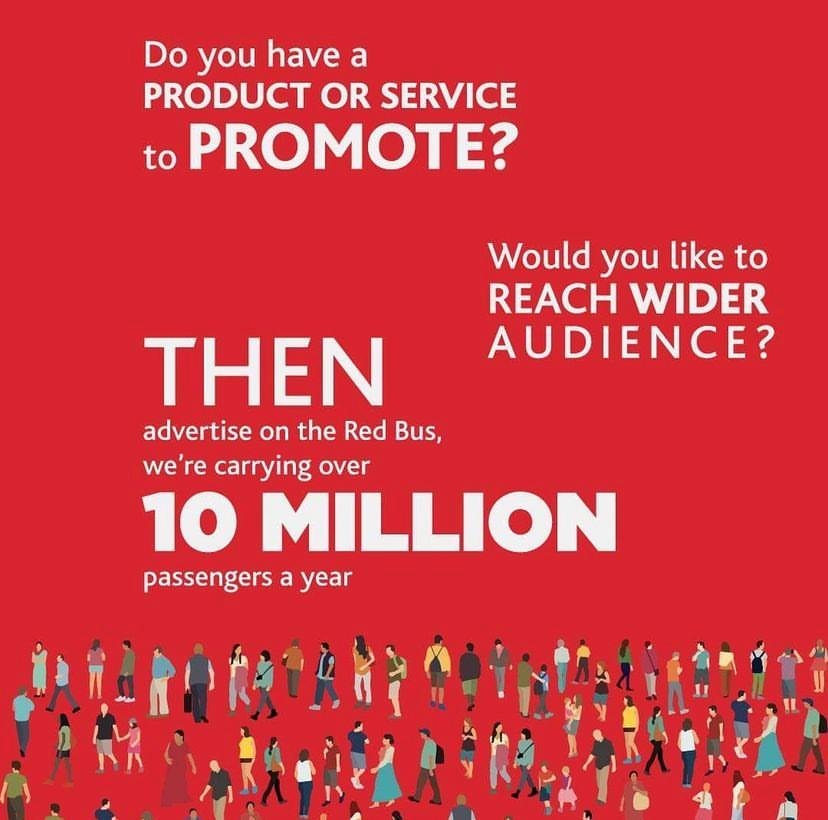 Do you have a
PRODUCT OR SERVICE
to PROMOTE?
Would you like to
REACH WIDER
AUDIENCE?
THEN
advertise on the Red Bus,
we're carrying over
10 MILLION
passengers a year